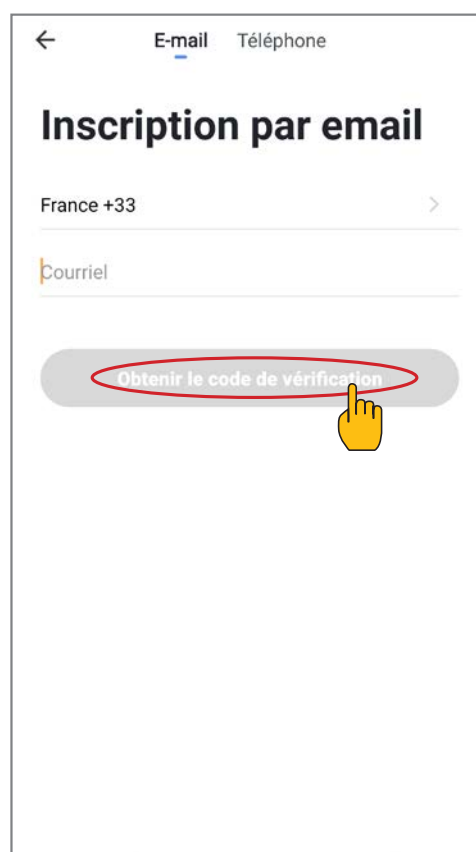 E-mail Téléphone
Inscription par email
France +33
Courriel
Obtenir le code de vérification